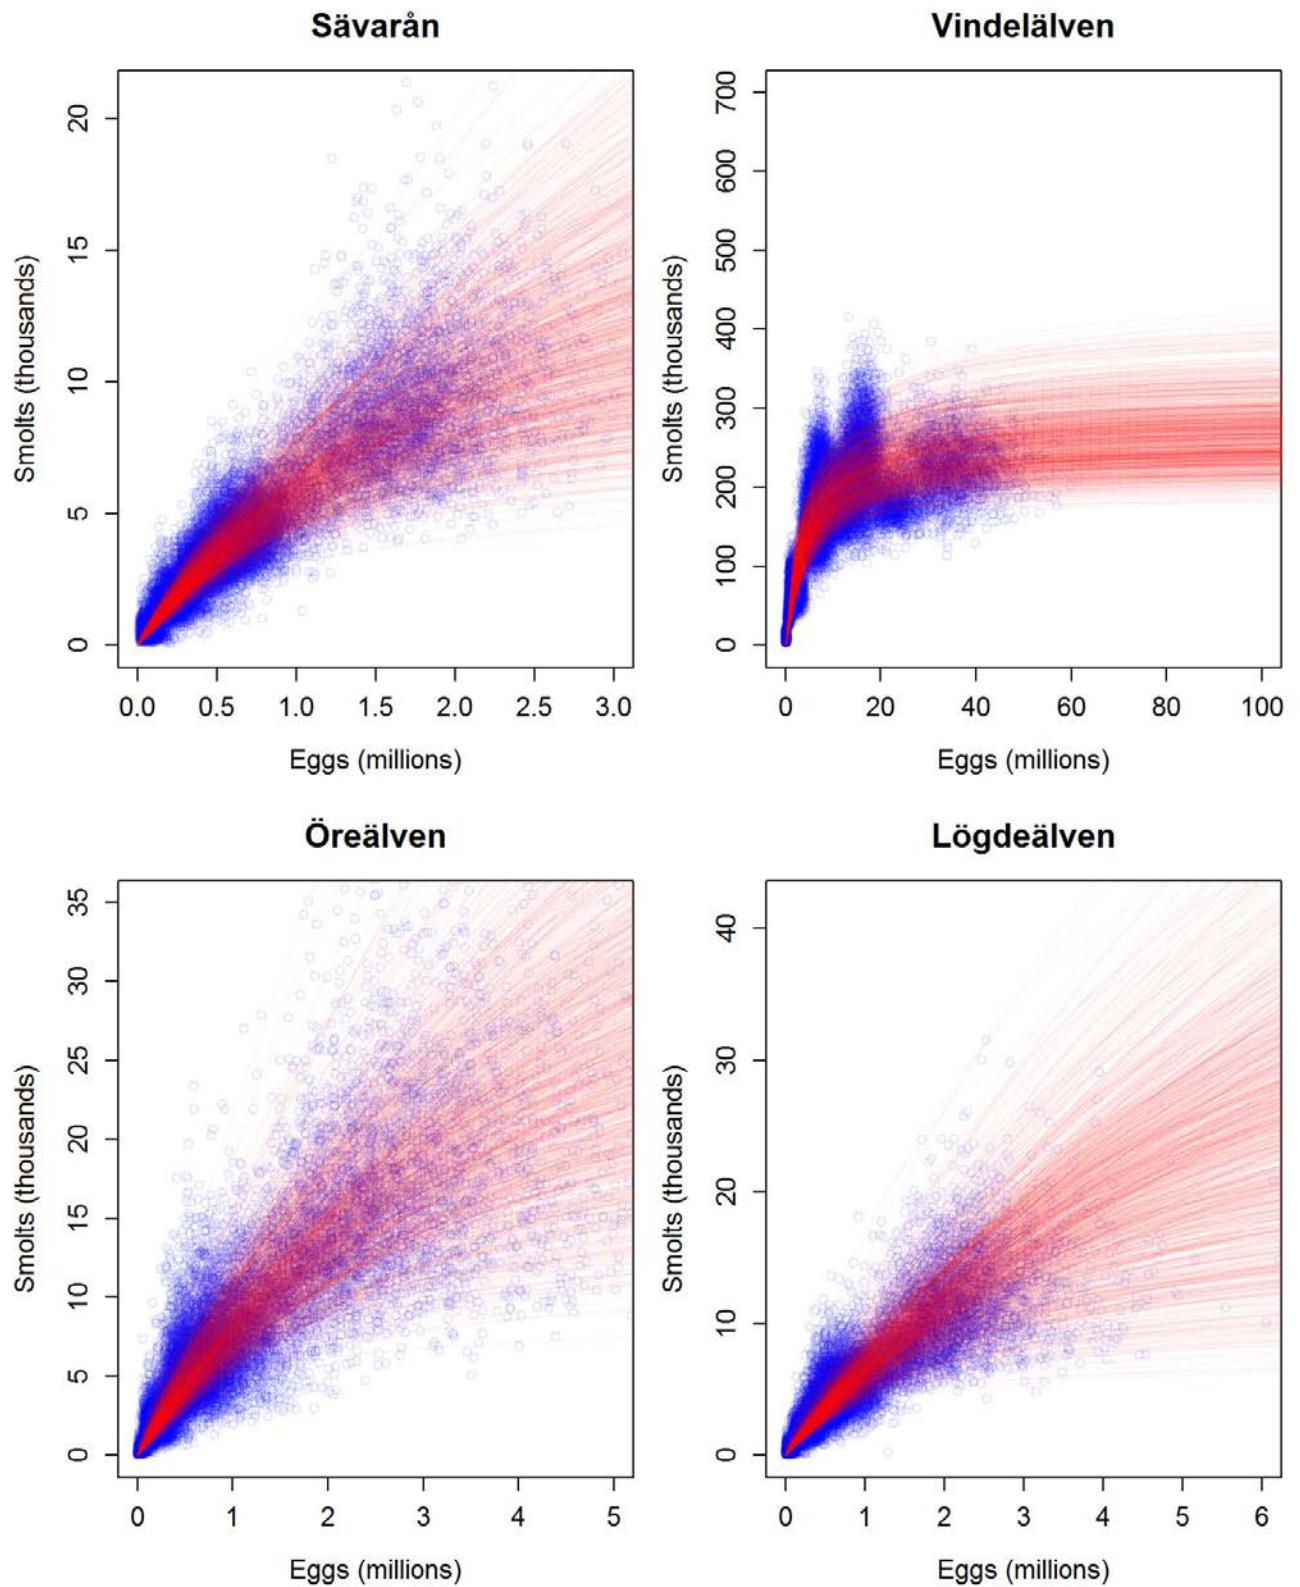 Sävarån
Smolts (thousands)
20
15
10
5
0
0.0 0.5 1.0 1.5 2.0 2.5 3.0
Eggs (millions)
Vindelälven
Smolts (thousands)
700
600
500
400
300
200
100
0
0 20 40 60 80 100
Eggs (millions)
Öreälven
Smolts (thousands)
35
30
25
20
15
10
5
0
0 1 2 3 4 5
Eggs (millions)
Lögdeälven
Smolts (thousands)
40
30
20
10
0
0 1 2 3 4 5 6
Eggs (millions)